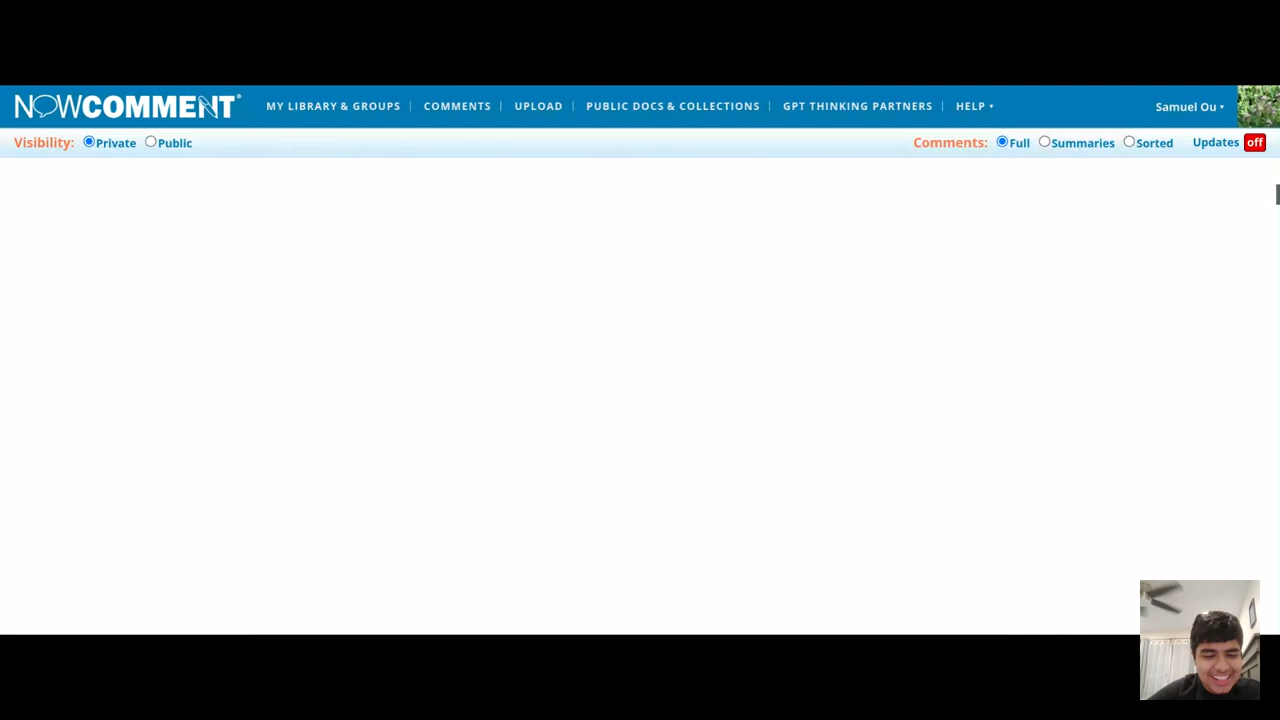 NOWCOMMENT® MY LIBRARY & GROUPS | COMMENTS | UPLOAD | PUBLIC DOCS & COLLECTIONS | GPT THINKING PARTNERS | HELP ▾ Samuel Ou ▾
Visibility: Private Public Comments: Full Summaries Sorted Updates off